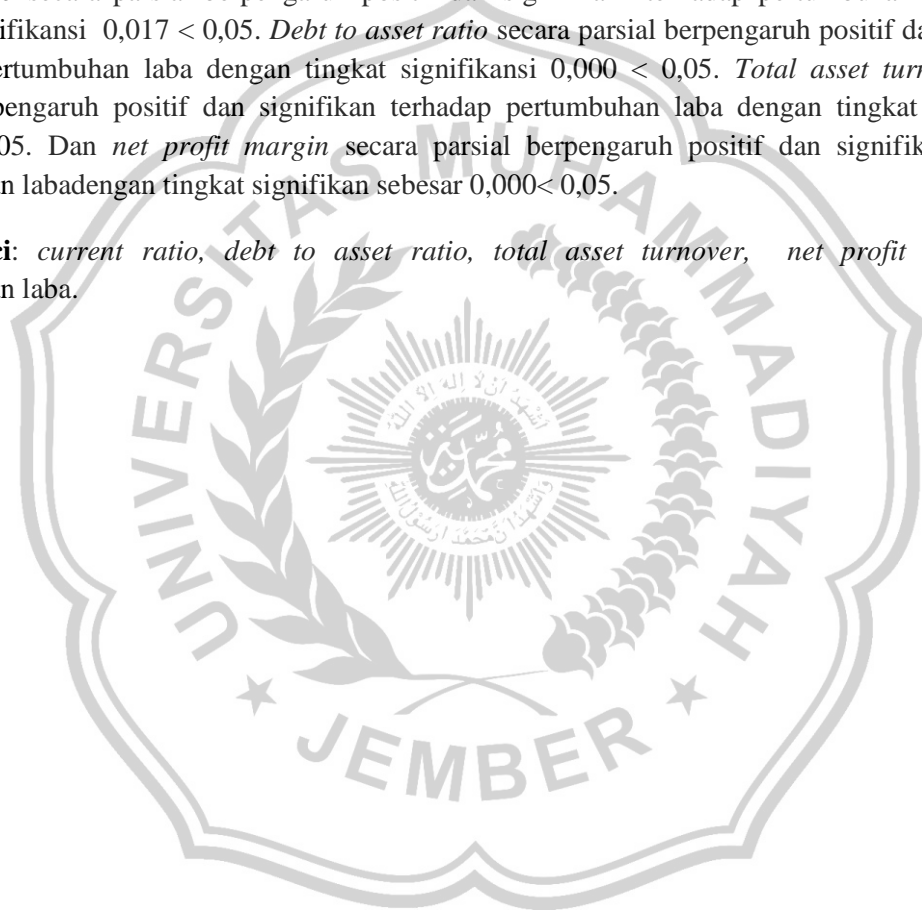 ifikansi 0,017 < 0,05. Debt to asset ratio secara parsial berpengaruh positif da
ertumbuhan laba dengan tingkat signifikansi 0,000 < 0,05. Total asset turn
pengaruh positif dan signifikan terhadap pertumbuhan laba dengan tingkat
05. Dan net profit margin secara parsial berpengaruh positif dan signifik
n labadengan tingkat signifikan sebesar 0,000< 0,05.
ci: current ratio, debt to asset ratio, total asset turnover, net profit
n laba.
UNIVERSITAS MUHAMMADIYAH
JEMBER